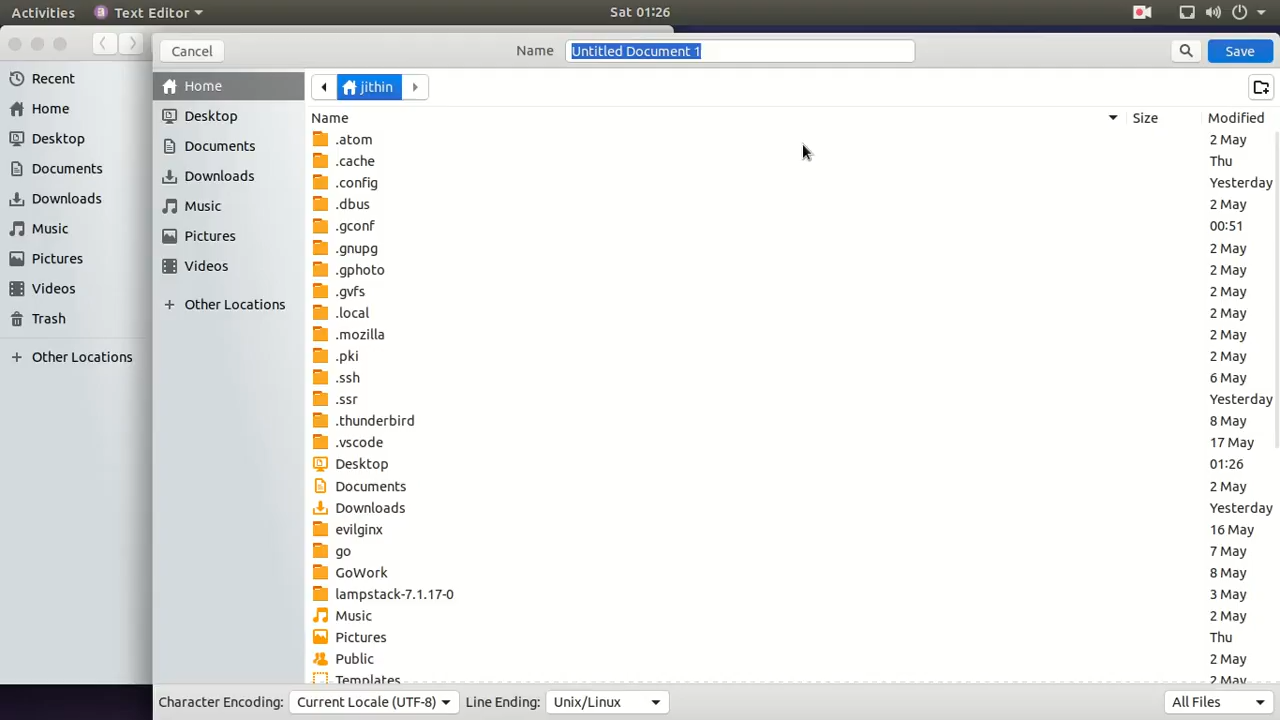 Activities Text Editor Sat 01:26
Cancel Name Untitled Document 1 Save
Recent
Home
Desktop
Documents
Downloads
Music
Pictures
Videos
Trash
+ Other Locations
Home
Desktop
Documents
Downloads
Music
Pictures
Videos
+ Other Locations
jithin
Name Size Modified
.atom 2 May
.cache Thu
.config Yesterday
.dbus 2 May
.gconf 00:51
.gnupg 2 May
.gphoto 2 May
.gvfs 2 May
.local 2 May
.mozilla 2 May
.pki 2 May
.ssh 6 May
.ssr Yesterday
.thunderbird 8 May
.vscode 17 May
Desktop 01:26
Documents 2 May
Downloads Yesterday
evilginx 16 May
go 7 May
GoWork 8 May
lampstack-7.1.17-0 3 May
Music 2 May
Pictures Thu
Public 2 May
Templates 2 May
Character Encoding: Current Locale (UTF-8) Line Ending: Unix/Linux All Files